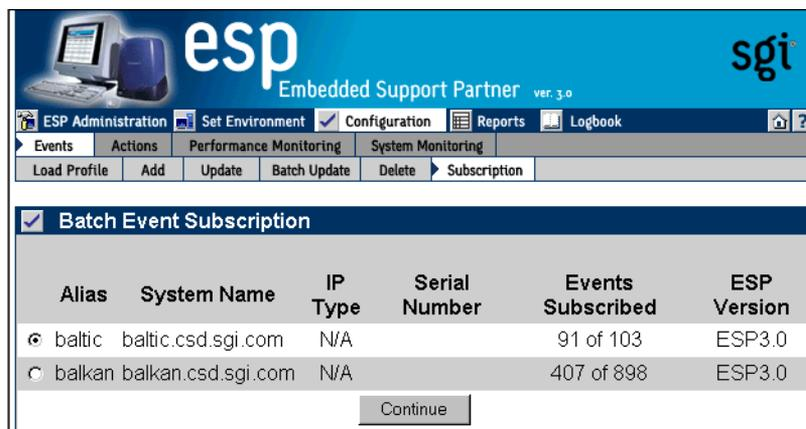 esp
Embedded Support Partner ver. 3.0
sgi
ESP Administration Set Environment Configuration Reports Logbook ?
Events Actions Performance Monitoring System Monitoring
Load Profile Add Update Batch Update Delete Subscription
Batch Event Subscription
Alias System Name IP Type Serial Number Events Subscribed ESP Version
baltic baltic.csd.sgi.com N/A 91 of 103 ESP3.0
balkan balkan.csd.sgi.com N/A 407 of 898 ESP3.0
Continue